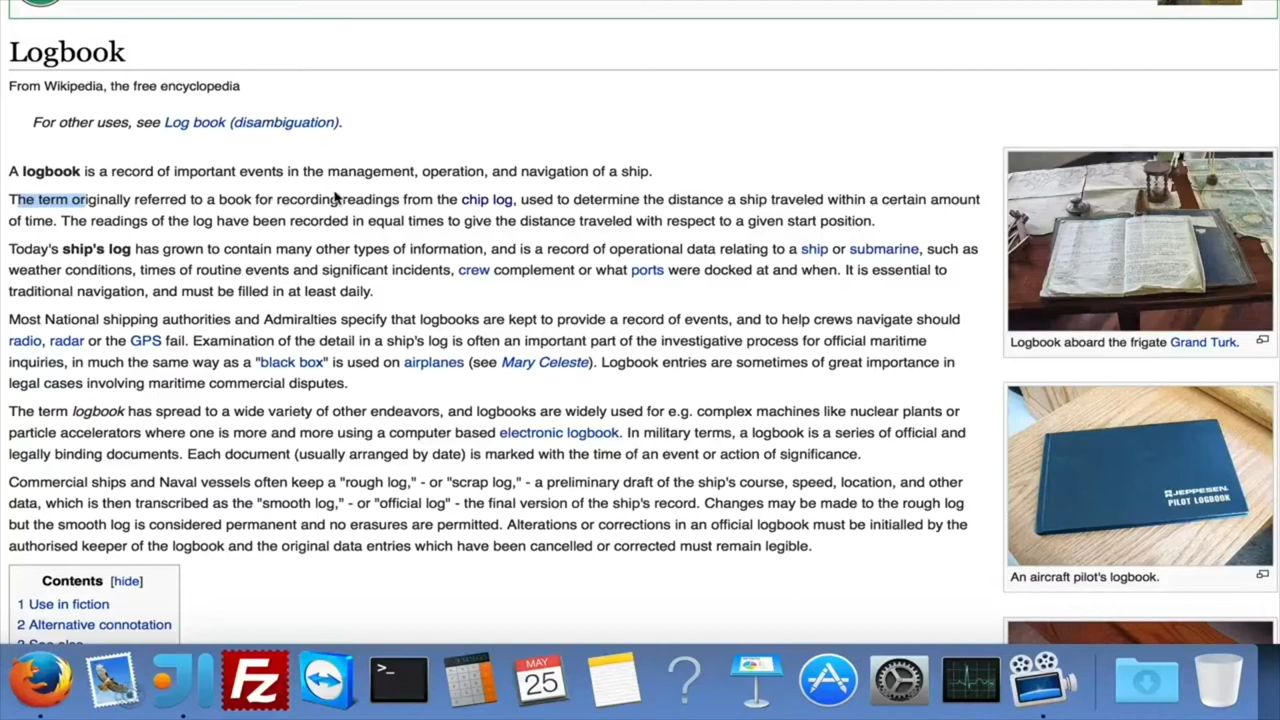 Logbook
From Wikipedia, the free encyclopedia
For other uses, see Log book (disambiguation).
A logbook is a record of important events in the management, operation, and navigation of a ship.
The term originally referred to a book for recording readings from the chip log, used to determine the distance a ship traveled within a certain amount
of time. The readings of the log have been recorded in equal times to give the distance traveled with respect to a given start position.
Today's ship's log has grown to contain many other types of information, and is a record of operational data relating to a ship or submarine, such as
weather conditions, times of routine events and significant incidents, crew complement or what ports were docked at and when. It is essential to
traditional navigation, and must be filled in at least daily.
Most National shipping authorities and Admiralties specify that logbooks are kept to provide a record of events, and to help crews navigate should
radio, radar or the GPS fail. Examination of the detail in a ship's log is often an important part of the investigative process for official maritime
inquiries, in much the same way as a "black box" is used on airplanes (see Mary Celeste). Logbook entries are sometimes of great importance in
legal cases involving maritime commercial disputes.
The term logbook has spread to a wide variety of other endeavors, and logbooks are widely used for e.g. complex machines like nuclear plants or
particle accelerators where one is more and more using a computer based electronic logbook. In military terms, a logbook is a series of official and
legally binding documents. Each document (usually arranged by date) is marked with the time of an event or action of significance.
Commercial ships and Naval vessels often keep a "rough log," - or "scrap log," - a preliminary draft of the ship's course, speed, location, and other
data, which is then transcribed as the "smooth log," - or "official log" - the final version of the ship's record. Changes may be made to the rough log
but the smooth log is considered permanent and no erasures are permitted. Alterations or corrections in an official logbook must be initialled by the
authorised keeper of the logbook and the original data entries which have been cancelled or corrected must remain legible.
Contents [hide]
1 Use in fiction
2 Alternative connotation
3 See also
Logbook aboard the frigate Grand Turk.
JEPPESEN
PILOT LOGBOOK
An aircraft pilot's logbook.
JI
Fz
>_
MAY
25
?